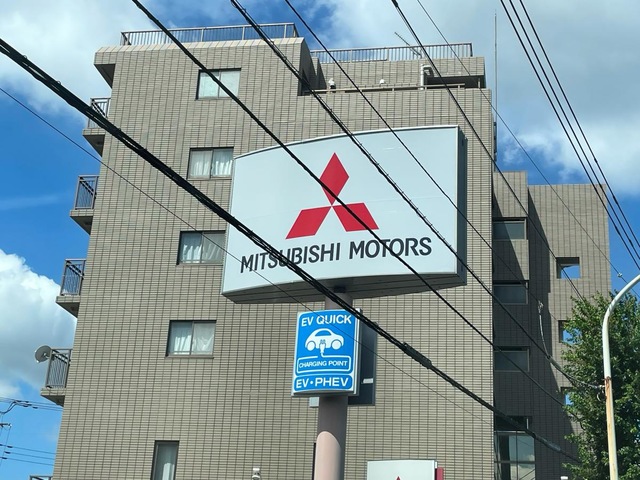 MITSUBISHI MOTORS
EV QUICK
CHARGING POINT
EV・PHEV